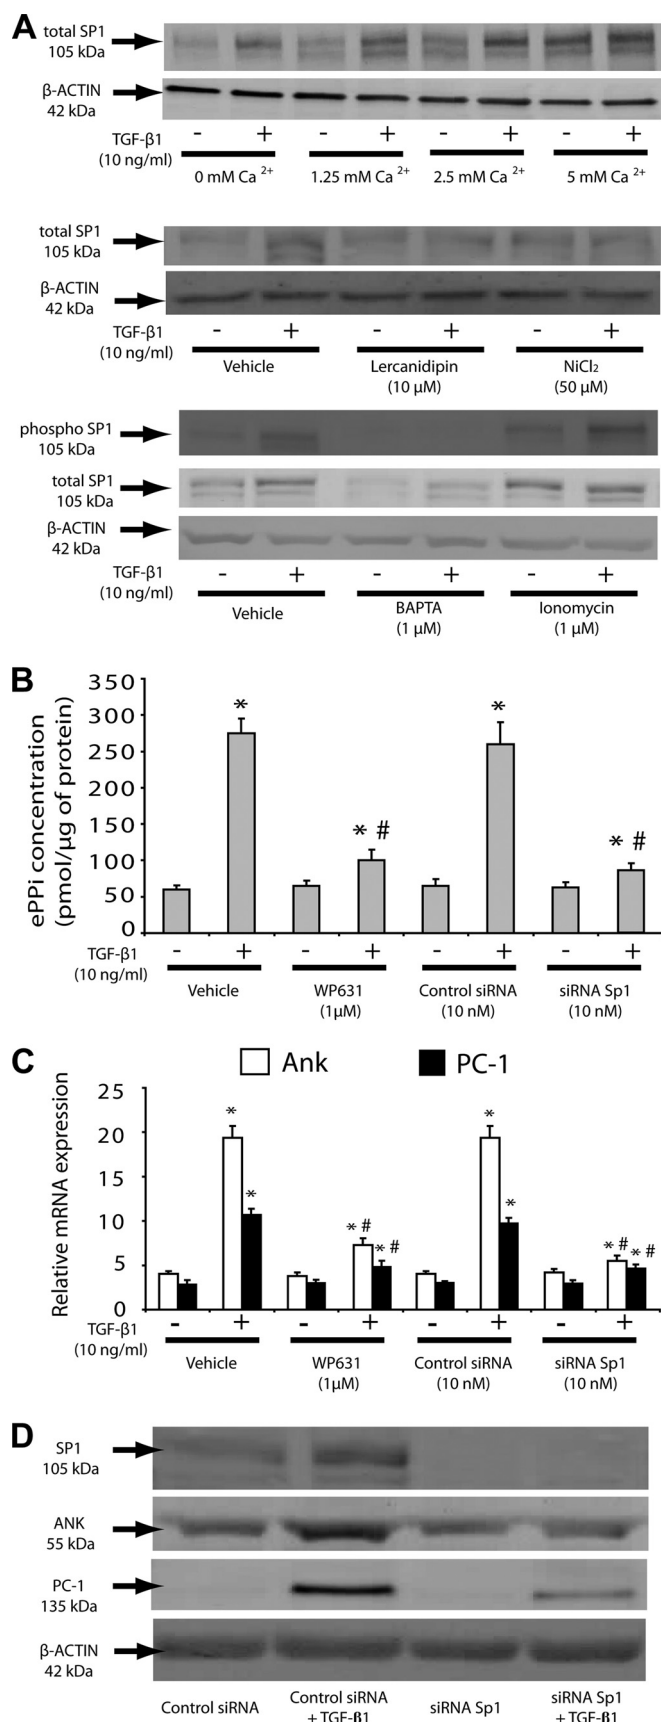 A
total SP1
105 kDa
β-ACTIN
42 kDa
TGF-β1
(10 ng/ml)
- + - + - + - +
0 mM Ca 2+ 1.25 mM Ca 2+ 2.5 mM Ca 2+ 5 mM Ca 2+
total SP1
105 kDa
β-ACTIN
42 kDa
TGF-β1
(10 ng/ml)
- + - + - +
Vehicle Lercanidipin NiCl2
(10 µM) (50 µM)
phospho SP1
105 kDa
total SP1
105 kDa
β-ACTIN
42 kDa
TGF-β1
(10 ng/ml)
- + - + - +
Vehicle BAPTA Ionomycin
(1 µM) (1 µM)
B
ePPi concentration
(pmol/µg of protein)
350
300
250
200
150
100
50
0
* * # * * #
TGF-β1
(10 ng/ml)
- + - + - + - +
Vehicle WP631 Control siRNA siRNA Sp1
(1µM) (10 nM) (10 nM)
C
Ank PC-1
Relative mRNA expression
25
20
15
10
5
0
* * * # * # * * * # * #
TGF-β1
(10 ng/ml)
- + - + - + - +
Vehicle WP631 Control siRNA siRNA Sp1
(1µM) (10 nM) (10 nM)
D
SP1
105 kDa
ANK
55 kDa
PC-1
135 kDa
β-ACTIN
42 kDa
Control siRNA Control siRNA siRNA Sp1 siRNA Sp1
+ TGF-β1 + TGF-β1